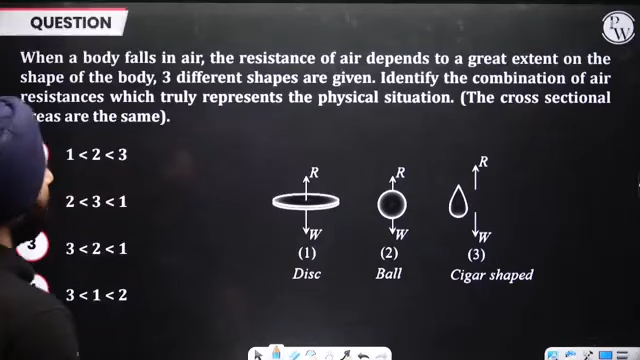 QUESTION
PW
When a body falls in air, the resistance of air depends to a great extent on the
shape of the body, 3 different shapes are given. Identify the combination of air
resistances which truly represents the physical situation. (The cross sectional
areas are the same).
1 < 2 < 3
2 < 3 < 1
3
3 < 2 < 1
3 < 1 < 2
R R R
W W W
(1) (2) (3)
Disc Ball Cigar shaped